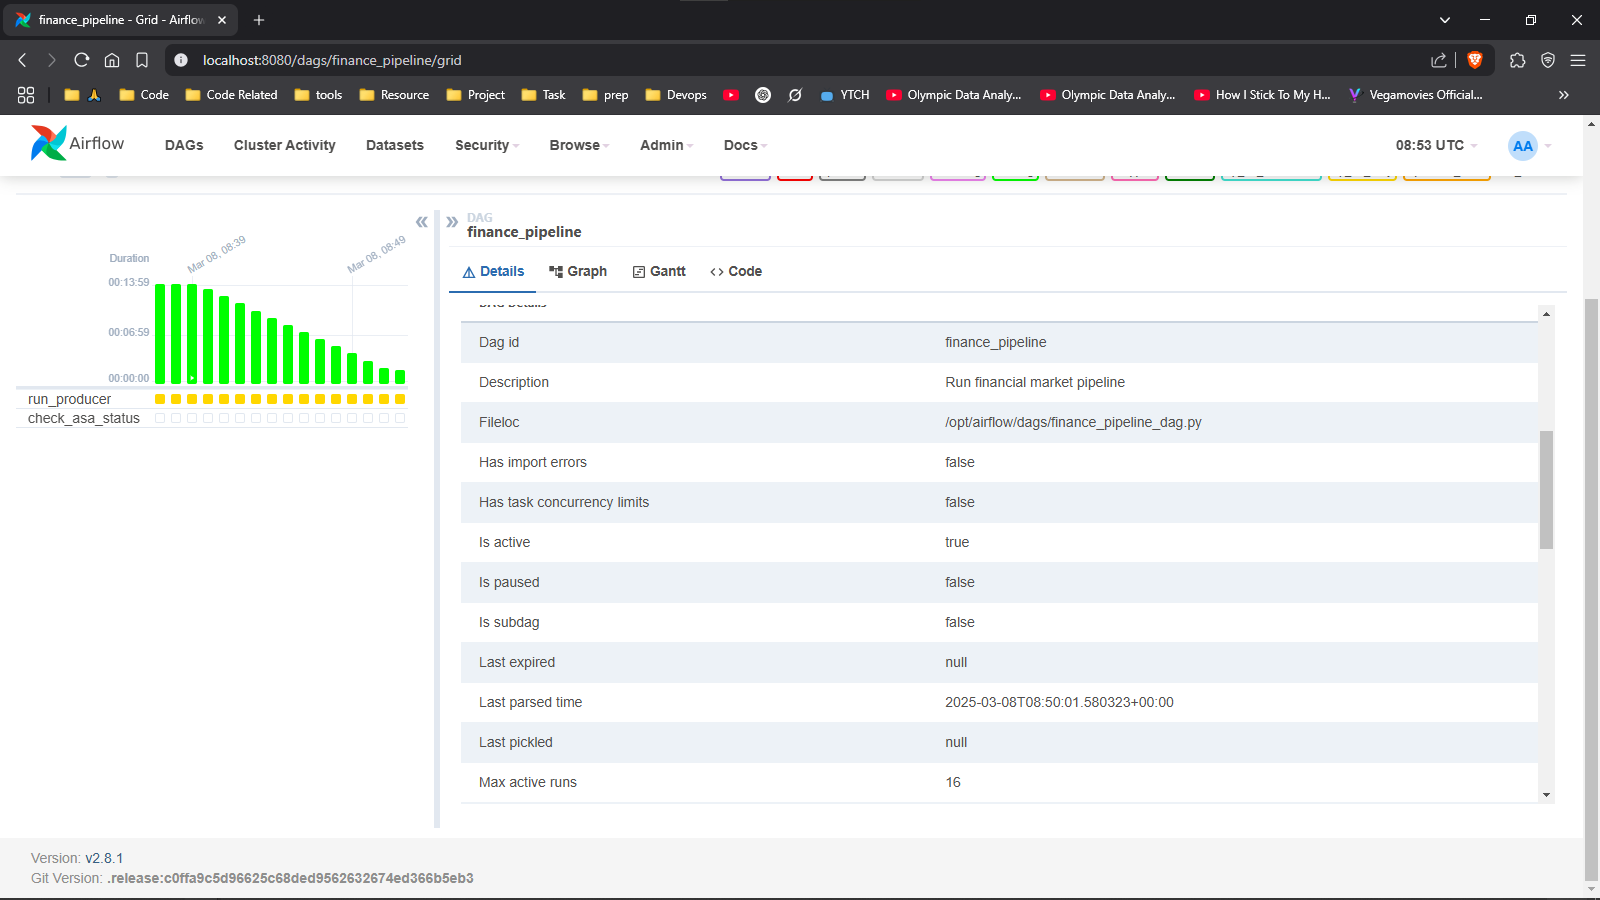 finance_pipeline - Grid - Airflow
localhost:8080/dags/finance_pipeline/grid
Code
Code Related
tools
Resource
Project
Task
prep
Devops
YTCH
Olympic Data Analy...
Olympic Data Analy...
How I Stick To My H...
Vegamovies Official...
Airflow
DAGs
Cluster Activity
Datasets
Security
Browse
Admin
Docs
08:53 UTC
AA
Duration
Mar 08, 08:39
Mar 08, 08:49
00:13:59
00:06:59
00:00:00
run_producer
check_asa_status
DAG
finance_pipeline
Details
Graph
Gantt
Code
DAG Details
Dag id finance_pipeline
Description Run financial market pipeline
Fileloc /opt/airflow/dags/finance_pipeline_dag.py
Has import errors false
Has task concurrency limits false
Is active true
Is paused false
Is subdag false
Last expired null
Last parsed time 2025-03-08T08:50:01.580323+00:00
Last pickled null
Max active runs 16
Version: v2.8.1
Git Version: .release:c0ffa9c5d96625c68ded9562632674ed366b5eb3